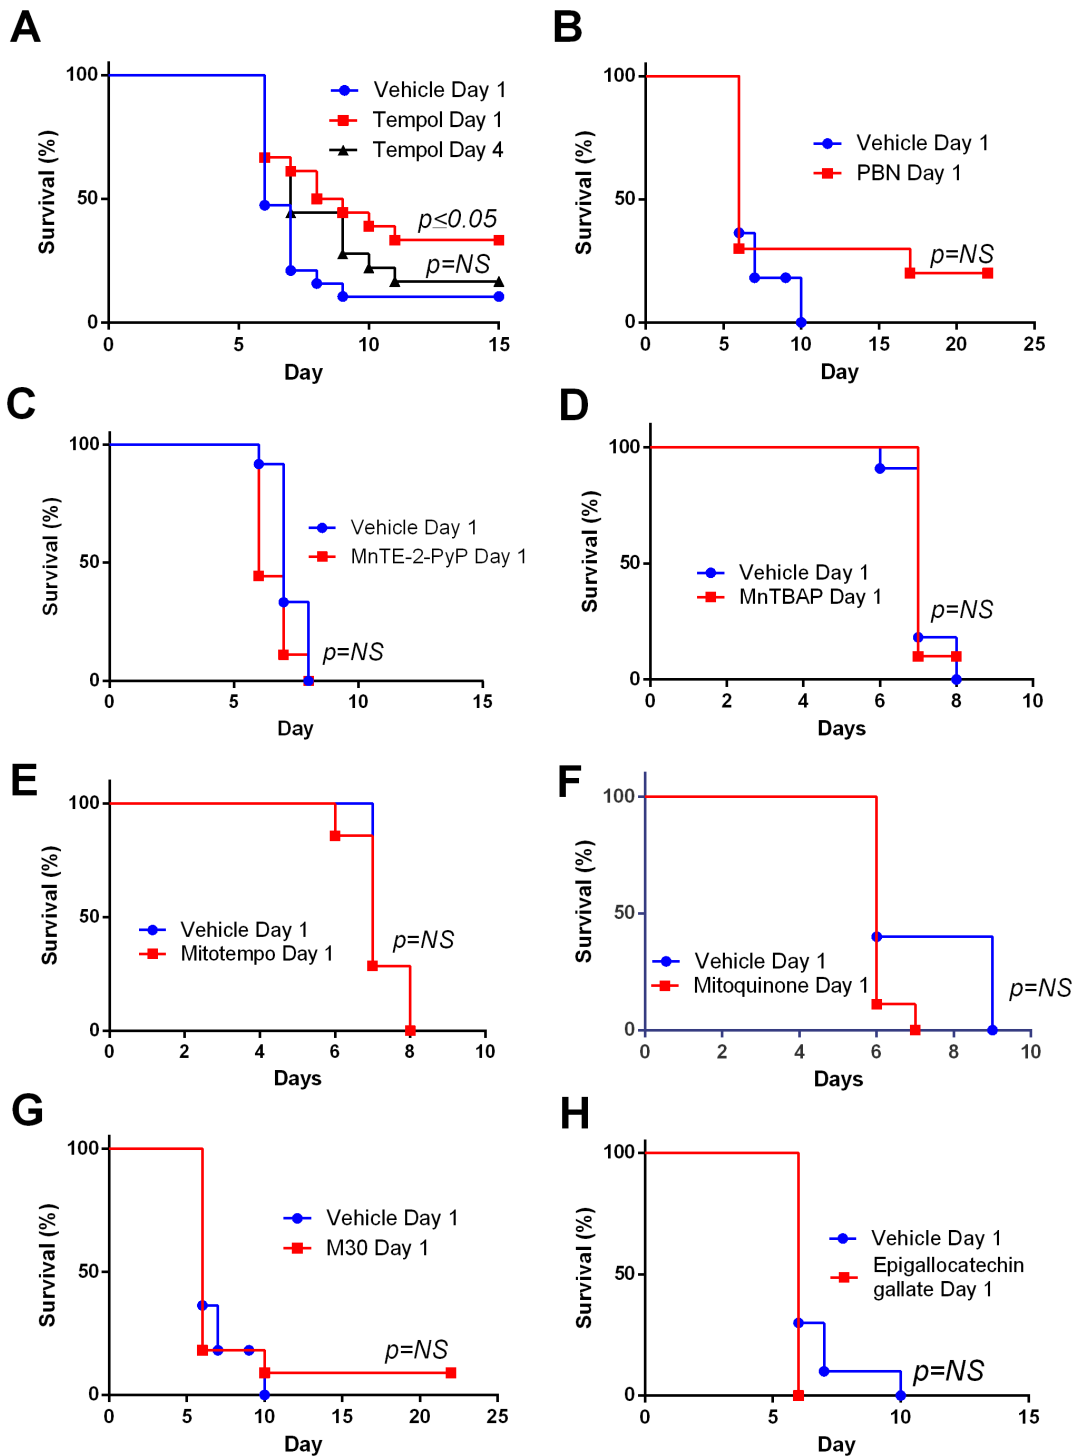 A
Survival (%)
100
50
0
0 5 10 15
Day
Vehicle Day 1
Tempol Day 1
Tempol Day 4
p≤0.05
p=NS
B
Survival (%)
100
50
0
0 5 10 15 20 25
Day
Vehicle Day 1
PBN Day 1
p=NS
C
Survival (%)
100
50
0
0 5 10 15
Day
Vehicle Day 1
MnTE-2-PyP Day 1
p=NS
D
Survival (%)
100
50
0
0 2 4 6 8 10
Days
Vehicle Day 1
MnTBAP Day 1
p=NS
E
Survival (%)
100
50
0
0 2 4 6 8 10
Days
Vehicle Day 1
Mitotempo Day 1
p=NS
F
Survival (%)
100
50
0
0 2 4 6 8 10
Days
Vehicle Day 1
Mitoquinone Day 1
p=NS
G
Survival (%)
100
50
0
0 5 10 15 20 25
Day
Vehicle Day 1
M30 Day 1
p=NS
H
Survival (%)
100
50
0
0 5 10 15
Day
Vehicle Day 1
Epigallocatechin
gallate Day 1
p=NS